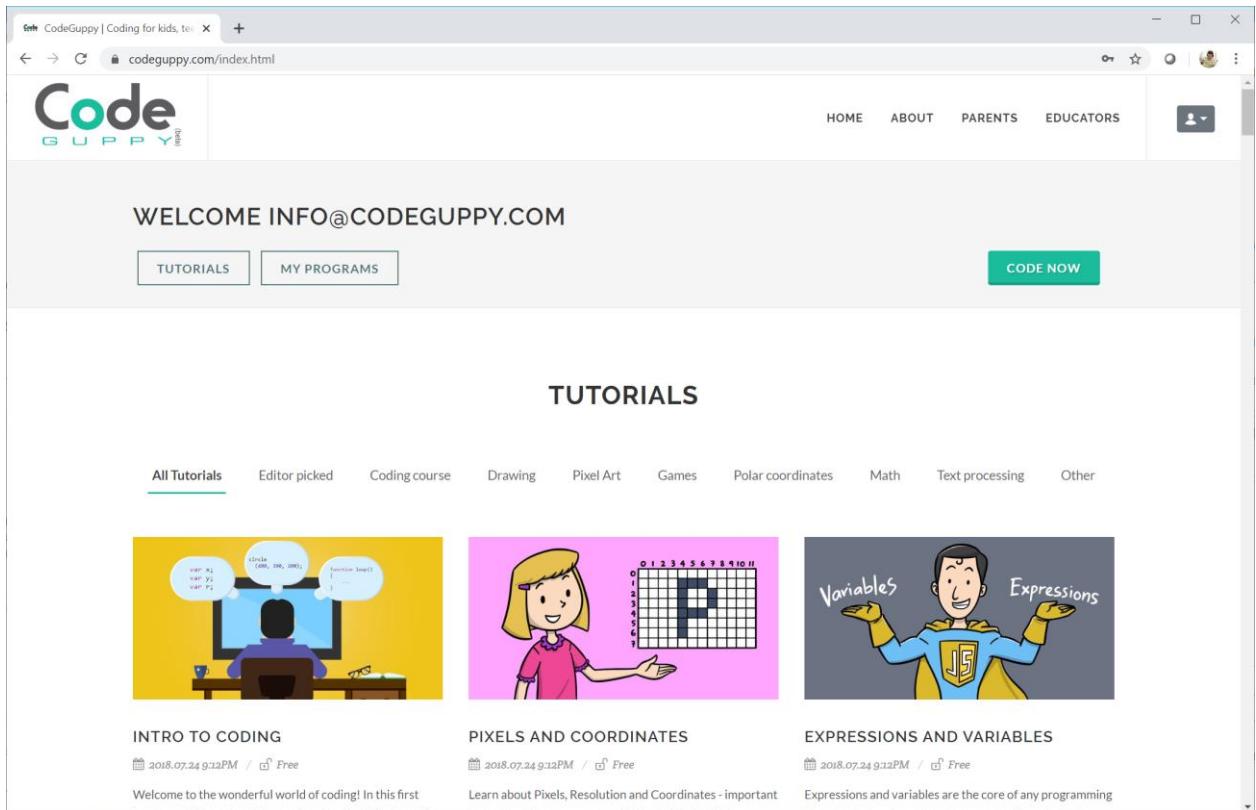 CodeGuppy | Coding for kids, tee
codeguppy.com/index.html
Code
GUPPY (beta)
HOME ABOUT PARENTS EDUCATORS
WELCOME INFO@CODEGUPPY.COM
TUTORIALS MY PROGRAMS CODE NOW
TUTORIALS
All Tutorials Editor picked Coding course Drawing Pixel Art Games Polar coordinates Math Text processing Other
var x;
var y;
var r;
circle
(400, 300, 200);
function loop()
{
...
}
0 1 2 3 4 5 6 7 8 9 10 11
0
1
2
3
4
5
6
7
Variables Expressions
JS
INTRO TO CODING
2018.07.24 9:12PM / Free
Welcome to the wonderful world of coding! In this first
PIXELS AND COORDINATES
2018.07.24 9:12PM / Free
Learn about Pixels, Resolution and Coordinates - important
EXPRESSIONS AND VARIABLES
2018.07.24 9:12PM / Free
Expressions and variables are the core of any programming